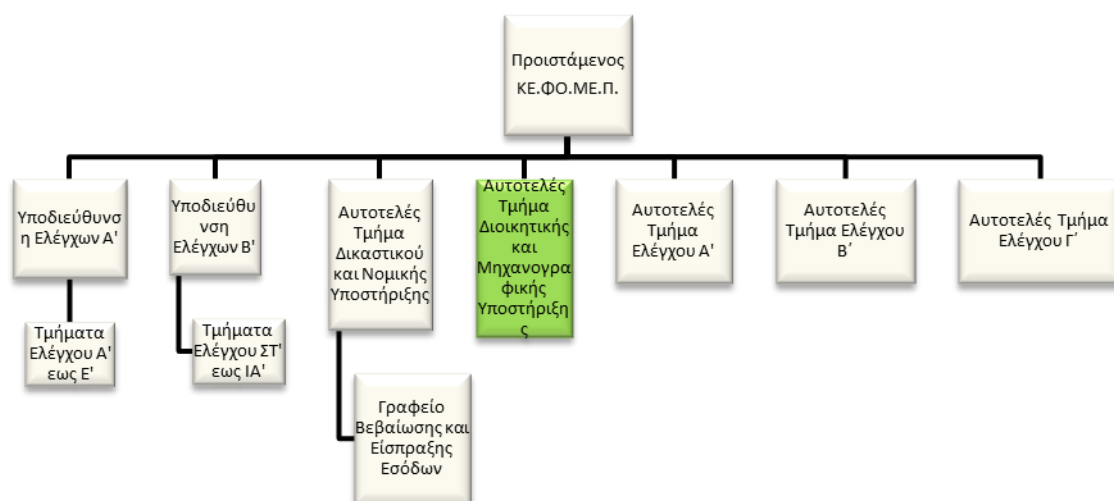 Προιστάμενος
ΚΕ.ΦΟ.ΜΕ.Π.
Υποδιεύθυνσ
η Ελέγχων Α'
Υποδιεύθυ
νση
Ελέγχων Β'
Αυτοτελές
Τμήμα
Δικαστικού
και Νομικής
Υποστήριξης
Αυτοτελές
Τμήμα
Διοικητικής
και
Μηχανογρα
φικής
Υποστήριξη
ς
Αυτοτελές
Τμήμα
Ελέγχου Α'
Αυτοτελές
Τμήμα Ελέγχου
Β΄
Αυτοτελές Τμήμα
Ελέγχου Γ΄
Τμήματα
Ελέγχου Α'
εως Ε'
Τμήματα
Ελέγχου ΣΤ'
εως ΙΑ'
Γραφείο
Βεβαίωσης και
Είσπραξης
Εσόδων